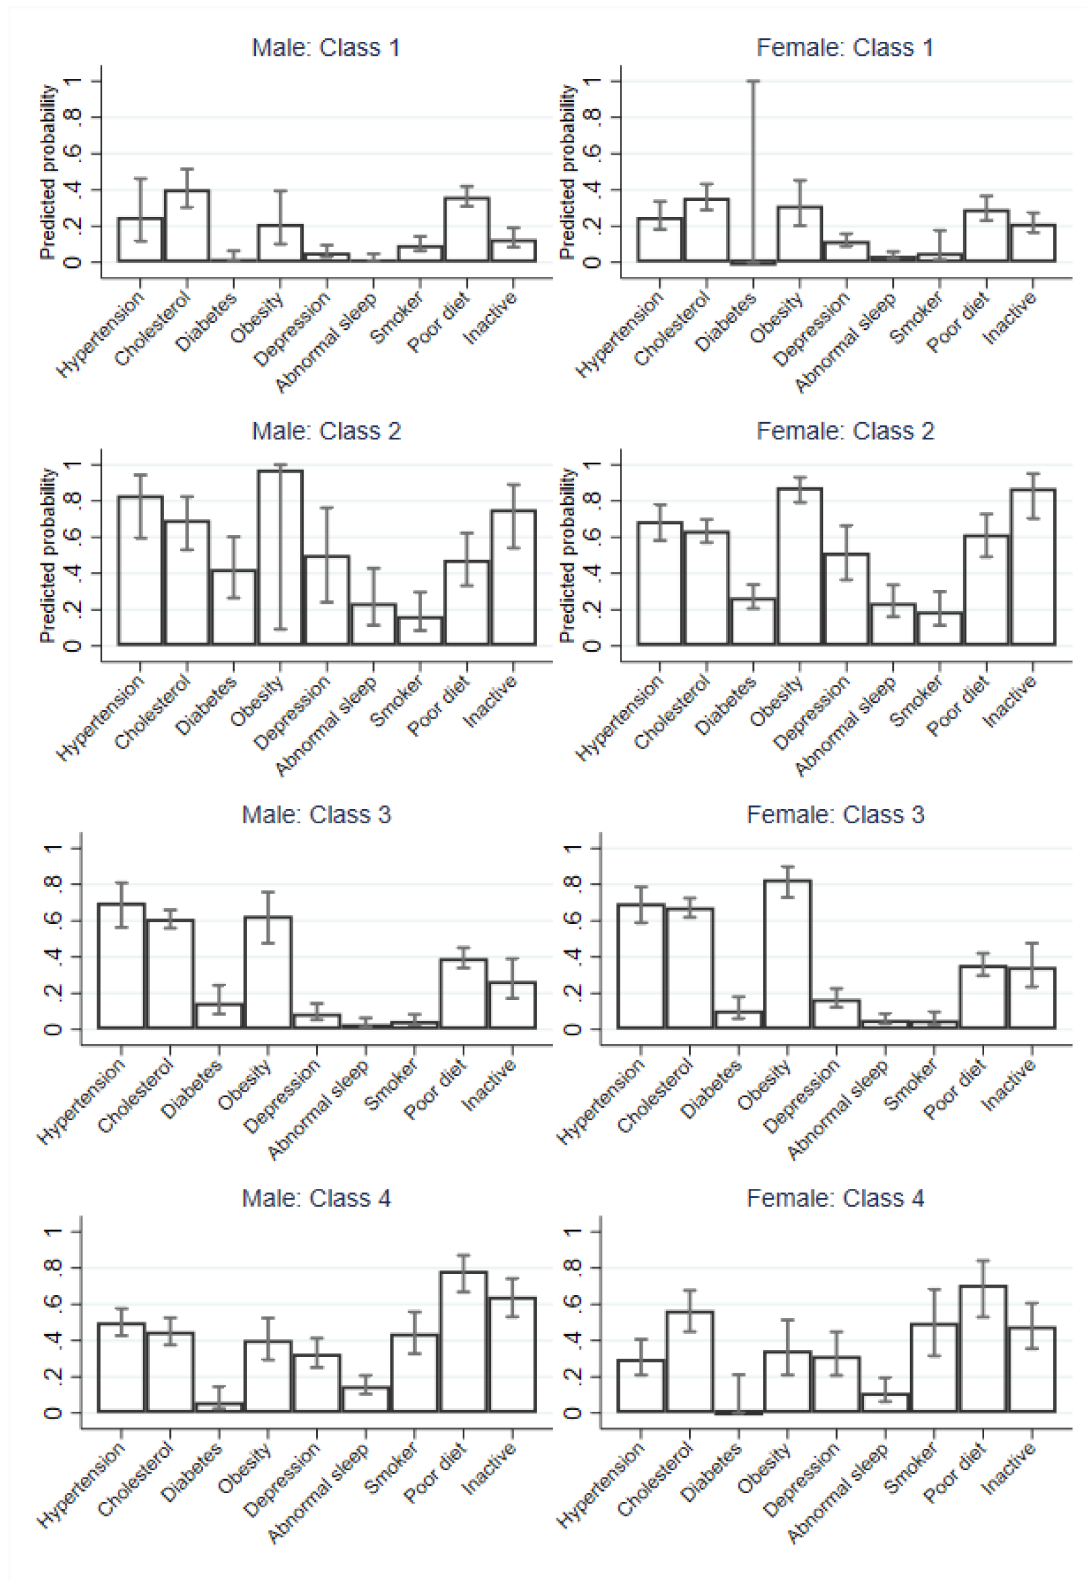 Male: Class 1
Predicted probability
0 .2 .4 .6 .8 1
Hypertension Cholesterol Diabetes Obesity Depression Abnormal sleep Smoker Poor diet Inactive
Female: Class 1
Predicted probability
0 .2 .4 .6 .8 1
Hypertension Cholesterol Diabetes Obesity Depression Abnormal sleep Smoker Poor diet Inactive
Male: Class 2
Predicted probability
0 .2 .4 .6 .8 1
Hypertension Cholesterol Diabetes Obesity Depression Abnormal sleep Smoker Poor diet Inactive
Female: Class 2
Predicted probability
0 .2 .4 .6 .8 1
Hypertension Cholesterol Diabetes Obesity Depression Abnormal sleep Smoker Poor diet Inactive
Male: Class 3
0 .2 .4 .6 .8 1
Hypertension Cholesterol Diabetes Obesity Depression Abnormal sleep Smoker Poor diet Inactive
Female: Class 3
0 .2 .4 .6 .8 1
Hypertension Cholesterol Diabetes Obesity Depression Abnormal sleep Smoker Poor diet Inactive
Male: Class 4
0 .2 .4 .6 .8 1
Hypertension Cholesterol Diabetes Obesity Depression Abnormal sleep Smoker Poor diet Inactive
Female: Class 4
0 .2 .4 .6 .8 1
Hypertension Cholesterol Diabetes Obesity Depression Abnormal sleep Smoker Poor diet Inactive